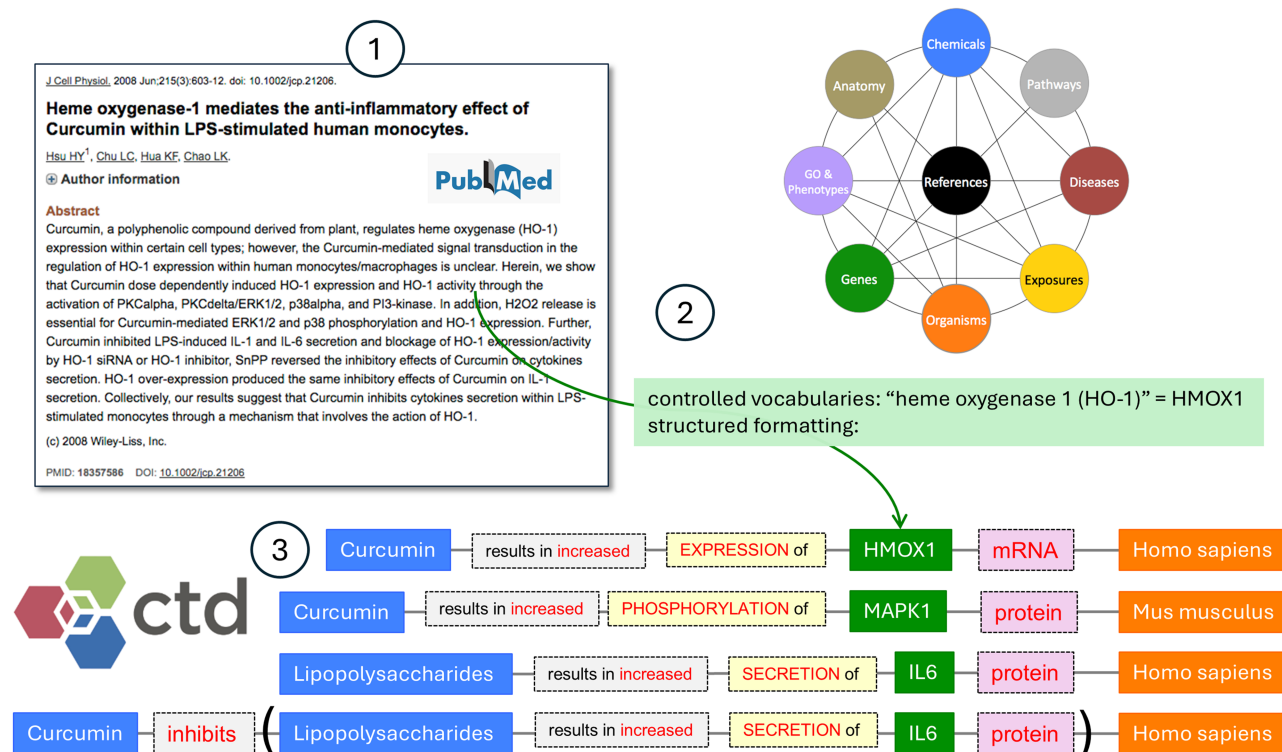 1
J Cell Physiol. 2008 Jun;215(3):603-12. doi: 10.1002/jcp.21206.
Heme oxygenase-1 mediates the anti-inflammatory effect of
Curcumin within LPS-stimulated human monocytes.
Hsu HY1, Chu LC, Hua KF, Chao LK.
Author information
PubMed
Abstract
Curcumin, a polyphenolic compound derived from plant, regulates heme oxygenase (HO-1)
expression within certain cell types; however, the Curcumin-mediated signal transduction in the
regulation of HO-1 expression within human monocytes/macrophages is unclear. Herein, we show
that Curcumin dose dependently induced HO-1 expression and HO-1 activity through the
activation of PKCalpha, PKCdelta/ERK1/2, p38alpha, and PI3-kinase. In addition, H2O2 release is
essential for Curcumin-mediated ERK1/2 and p38 phosphorylation and HO-1 expression. Further,
Curcumin inhibited LPS-induced IL-1 and IL-6 secretion and blockage of HO-1 expression/activity
by HO-1 siRNA or HO-1 inhibitor, SnPP reversed the inhibitory effects of Curcumin on cytokines
secretion. HO-1 over-expression produced the same inhibitory effects of Curcumin on IL-1
secretion. Collectively, our results suggest that Curcumin inhibits cytokines secretion within LPS-
stimulated monocytes through a mechanism that involves the action of HO-1.
(c) 2008 Wiley-Liss, Inc.
PMID: 18357586 DOI: 10.1002/jcp.21206
Chemicals
Anatomy
Pathways
GO &
Phenotypes
References
Diseases
Genes
Exposures
Organisms
2
controlled vocabularies: “heme oxygenase 1 (HO-1)” = HMOX1
structured formatting:
3
ctd
Curcumin results in increased EXPRESSION of HMOX1 mRNA Homo sapiens
Curcumin results in increased PHOSPHORYLATION of MAPK1 protein Mus musculus
Lipopolysaccharides results in increased SECRETION of IL6 protein Homo sapiens
Curcumin inhibits ( Lipopolysaccharides results in increased SECRETION of IL6 protein ) Homo sapiens